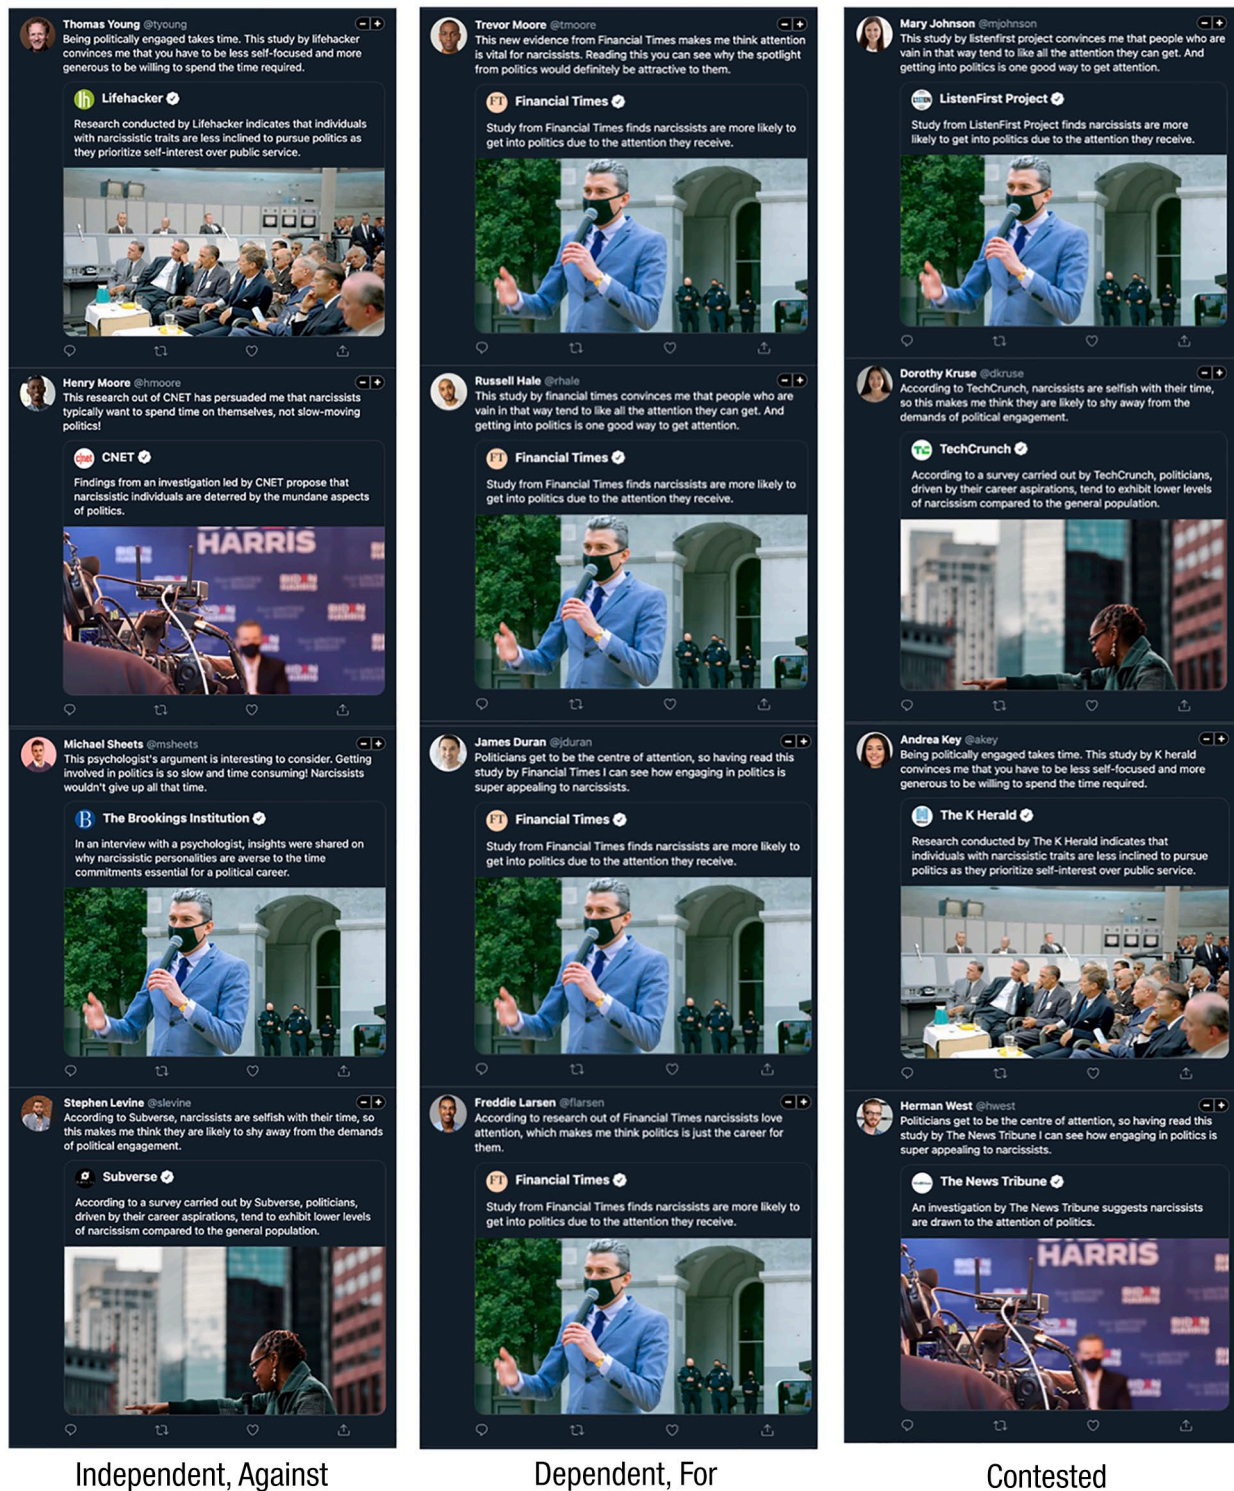 Thomas Young @tyoung
Being politically engaged takes time. This study by lifehacker
convinces me that you have to be less self-focused and more
generous to be willing to spend the time required.
lh Lifehacker
Research conducted by Lifehacker indicates that individuals
with narcissistic traits are less inclined to pursue politics as
they prioritize self-interest over public service.
Henry Moore @hmoore
This research out of CNET has persuaded me that narcissists
typically want to spend time on themselves, not slow-moving
politics!
cnet CNET
Findings from an investigation led by CNET propose that
narcissistic individuals are deterred by the mundane aspects
of politics.
HARRIS
BIDEN
HARRIS
Michael Sheets @msheets
This psychologist's argument is interesting to consider. Getting
involved in politics is so slow and time consuming! Narcissists
wouldn't give up all that time.
B The Brookings Institution
In an interview with a psychologist, insights were shared on
why narcissistic personalities are averse to the time
commitments essential for a political career.
Stephen Levine @slevine
According to Subverse, narcissists are selfish with their time, so
this makes me think they are likely to shy away from the demands
of political engagement.
Subverse
According to a survey carried out by Subverse, politicians,
driven by their career aspirations, tend to exhibit lower levels
of narcissism compared to the general population.
Independent, Against
Trevor Moore @tmoore
This new evidence from Financial Times makes me think attention
is vital for narcissists. Reading this you can see why the spotlight
from politics would definitely be attractive to them.
FT Financial Times
Study from Financial Times finds narcissists are more likely to
get into politics due to the attention they receive.
Russell Hale @rhale
This study by financial times convinces me that people who are
vain in that way tend to like all the attention they can get. And
getting into politics is one good way to get attention.
FT Financial Times
Study from Financial Times finds narcissists are more likely to
get into politics due to the attention they receive.
James Duran @jduran
Politicians get to be the centre of attention, so having read this
study by Financial Times I can see how engaging in politics is
super appealing to narcissists.
FT Financial Times
Study from Financial Times finds narcissists are more likely to
get into politics due to the attention they receive.
Freddie Larsen @flarsen
According to research out of Financial Times narcissists love
attention, which makes me think politics is just the career for
them.
FT Financial Times
Study from Financial Times finds narcissists are more likely to
get into politics due to the attention they receive.
Dependent, For
Mary Johnson @mjohnson
This study by listenfirst project convinces me that people who are
vain in that way tend to like all the attention they can get. And
getting into politics is one good way to get attention.
ListenFirst Project
Study from ListenFirst Project finds narcissists are more
likely to get into politics due to the attention they receive.
Dorothy Kruse @dkruse
According to TechCrunch, narcissists are selfish with their time,
so this makes me think they are likely to shy away from the
demands of political engagement.
TC TechCrunch
According to a survey carried out by TechCrunch, politicians,
driven by their career aspirations, tend to exhibit lower levels
of narcissism compared to the general population.
Andrea Key @akey
Being politically engaged takes time. This study by K herald
convinces me that you have to be less self-focused and more
generous to be willing to spend the time required.
The K Herald
Research conducted by The K Herald indicates that
individuals with narcissistic traits are less inclined to pursue
politics as they prioritize self-interest over public service.
Herman West @hwest
Politicians get to be the centre of attention, so having read this
study by The News Tribune I can see how engaging in politics is
super appealing to narcissists.
The News Tribune
An investigation by The News Tribune suggests narcissists
are drawn to the attention of politics.
HARRIS
BIDEN
HARRIS
Contested